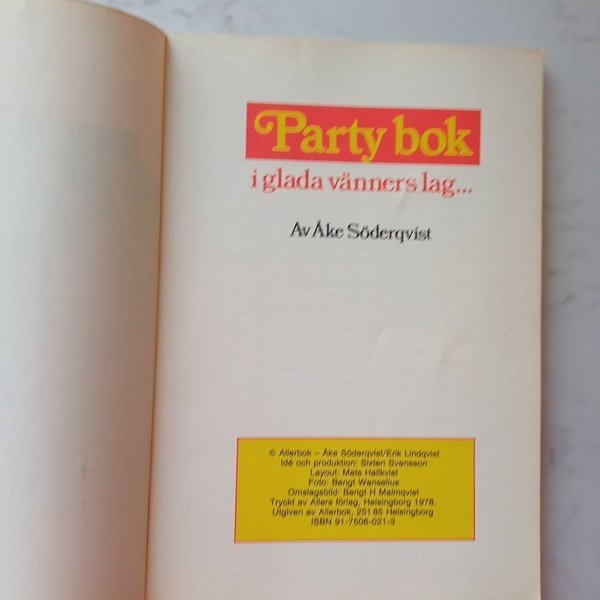 Party bok
i glada vänners lag...
Av Åke Söderqvist
© Allerbok – Åke Söderqvist/Erik Lindqvist
Idé och produktion: Sixten Svensson
Layout: Mats Hallkvist
Foto: Bengt Wanselius
Omslagsbild: Bengt H Malmqvist
Tryckt av Allers förlag, Helsingborg 1978,
Utgiven av Allerbok, 251 85 Helsingborg
ISBN 91-7506-021-3